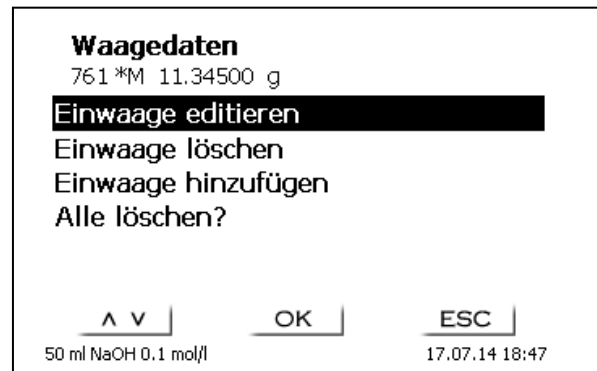 Waagedaten
761 *M 11.34500 g
Einwaage editieren
Einwaage löschen
Einwaage hinzufügen
Alle löschen?
∧ ∨ OK ESC
50 ml NaOH 0.1 mol/l 17.07.14 18:47